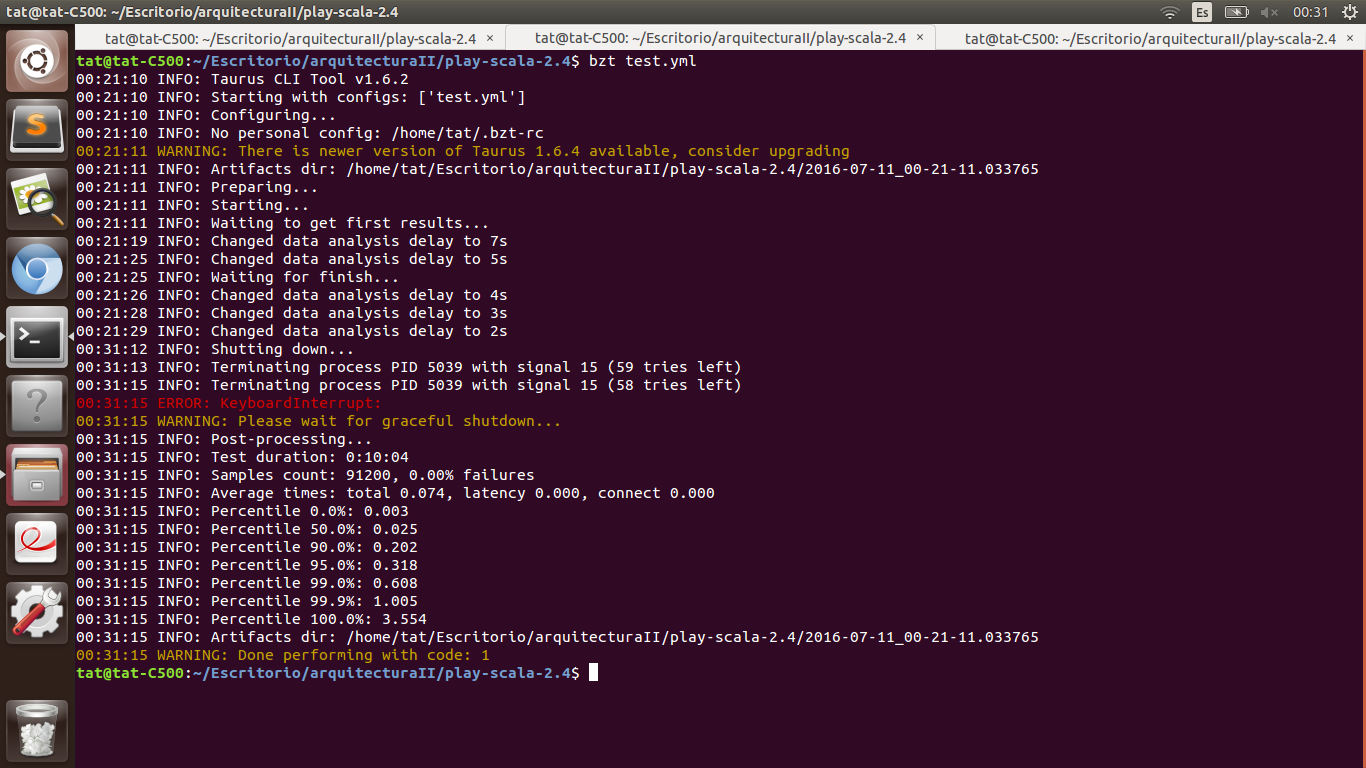 tat@tat-C500: ~/Escritorio/arquitecturaII/play-scala-2.4
Es
00:31
tat@tat-C500: ~/Escritorio/arquitecturaII/play-scala-2.4 ×
tat@tat-C500: ~/Escritorio/arquitecturaII/play-scala-2.4 ×
tat@tat-C500: ~/Escritorio/arquitecturaII/play-scala-2.4 ×
tat@tat-C500:~/Escritorio/arquitecturaII/play-scala-2.4$ bzt test.yml
00:21:10 INFO: Taurus CLI Tool v1.6.2
00:21:10 INFO: Starting with configs: ['test.yml']
00:21:10 INFO: Configuring...
00:21:10 INFO: No personal config: /home/tat/.bzt-rc
00:21:11 WARNING: There is newer version of Taurus 1.6.4 available, consider upgrading
00:21:11 INFO: Artifacts dir: /home/tat/Escritorio/arquitecturaII/play-scala-2.4/2016-07-11_00-21-11.033765
00:21:11 INFO: Preparing...
00:21:11 INFO: Starting...
00:21:11 INFO: Waiting to get first results...
00:21:19 INFO: Changed data analysis delay to 7s
00:21:25 INFO: Changed data analysis delay to 5s
00:21:25 INFO: Waiting for finish...
00:21:26 INFO: Changed data analysis delay to 4s
00:21:28 INFO: Changed data analysis delay to 3s
00:21:29 INFO: Changed data analysis delay to 2s
00:31:12 INFO: Shutting down...
00:31:13 INFO: Terminating process PID 5039 with signal 15 (59 tries left)
00:31:15 INFO: Terminating process PID 5039 with signal 15 (58 tries left)
00:31:15 ERROR: KeyboardInterrupt:
00:31:15 WARNING: Please wait for graceful shutdown...
00:31:15 INFO: Post-processing...
00:31:15 INFO: Test duration: 0:10:04
00:31:15 INFO: Samples count: 91200, 0.00% failures
00:31:15 INFO: Average times: total 0.074, latency 0.000, connect 0.000
00:31:15 INFO: Percentile 0.0%: 0.003
00:31:15 INFO: Percentile 50.0%: 0.025
00:31:15 INFO: Percentile 90.0%: 0.202
00:31:15 INFO: Percentile 95.0%: 0.318
00:31:15 INFO: Percentile 99.0%: 0.608
00:31:15 INFO: Percentile 99.9%: 1.005
00:31:15 INFO: Percentile 100.0%: 3.554
00:31:15 INFO: Artifacts dir: /home/tat/Escritorio/arquitecturaII/play-scala-2.4/2016-07-11_00-21-11.033765
00:31:15 WARNING: Done performing with code: 1
tat@tat-C500:~/Escritorio/arquitecturaII/play-scala-2.4$